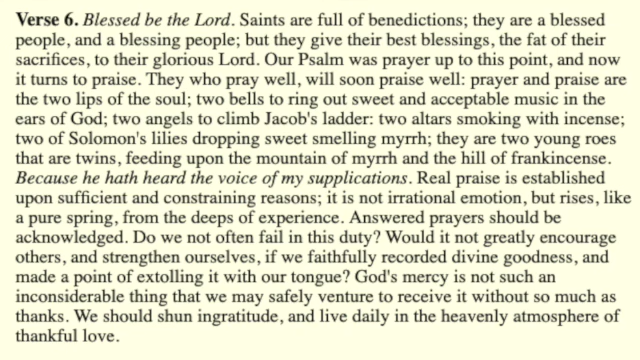 Verse 6. Blessed be the Lord. Saints are full of benedictions; they are a blessed
people, and a blessing people; but they give their best blessings, the fat of their
sacrifices, to their glorious Lord. Our Psalm was prayer up to this point, and now
it turns to praise. They who pray well, will soon praise well: prayer and praise are
the two lips of the soul; two bells to ring out sweet and acceptable music in the
ears of God; two angels to climb Jacob's ladder: two altars smoking with incense;
two of Solomon's lilies dropping sweet smelling myrrh; they are two young roes
that are twins, feeding upon the mountain of myrrh and the hill of frankincense.
Because he hath heard the voice of my supplications. Real praise is established
upon sufficient and constraining reasons; it is not irrational emotion, but rises, like
a pure spring, from the deeps of experience. Answered prayers should be
acknowledged. Do we not often fail in this duty? Would it not greatly encourage
others, and strengthen ourselves, if we faithfully recorded divine goodness, and
made a point of extolling it with our tongue? God's mercy is not such an
inconsiderable thing that we may safely venture to receive it without so much as
thanks. We should shun ingratitude, and live daily in the heavenly atmosphere of
thankful love.